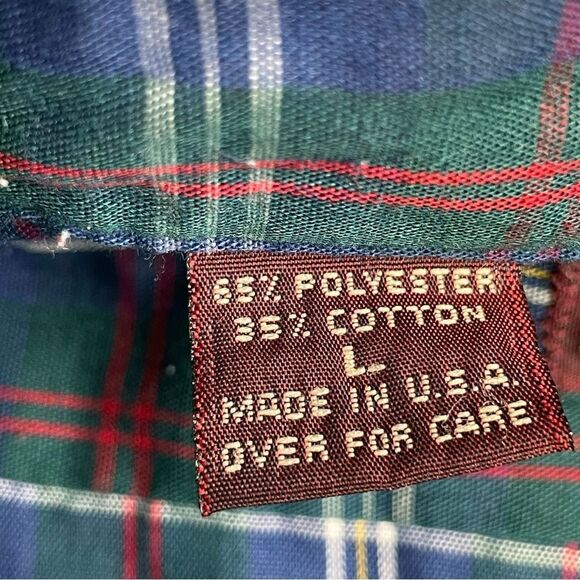 65% POLYESTER
35% COTTON
L
MADE IN U.S.A.
OVER FOR CARE